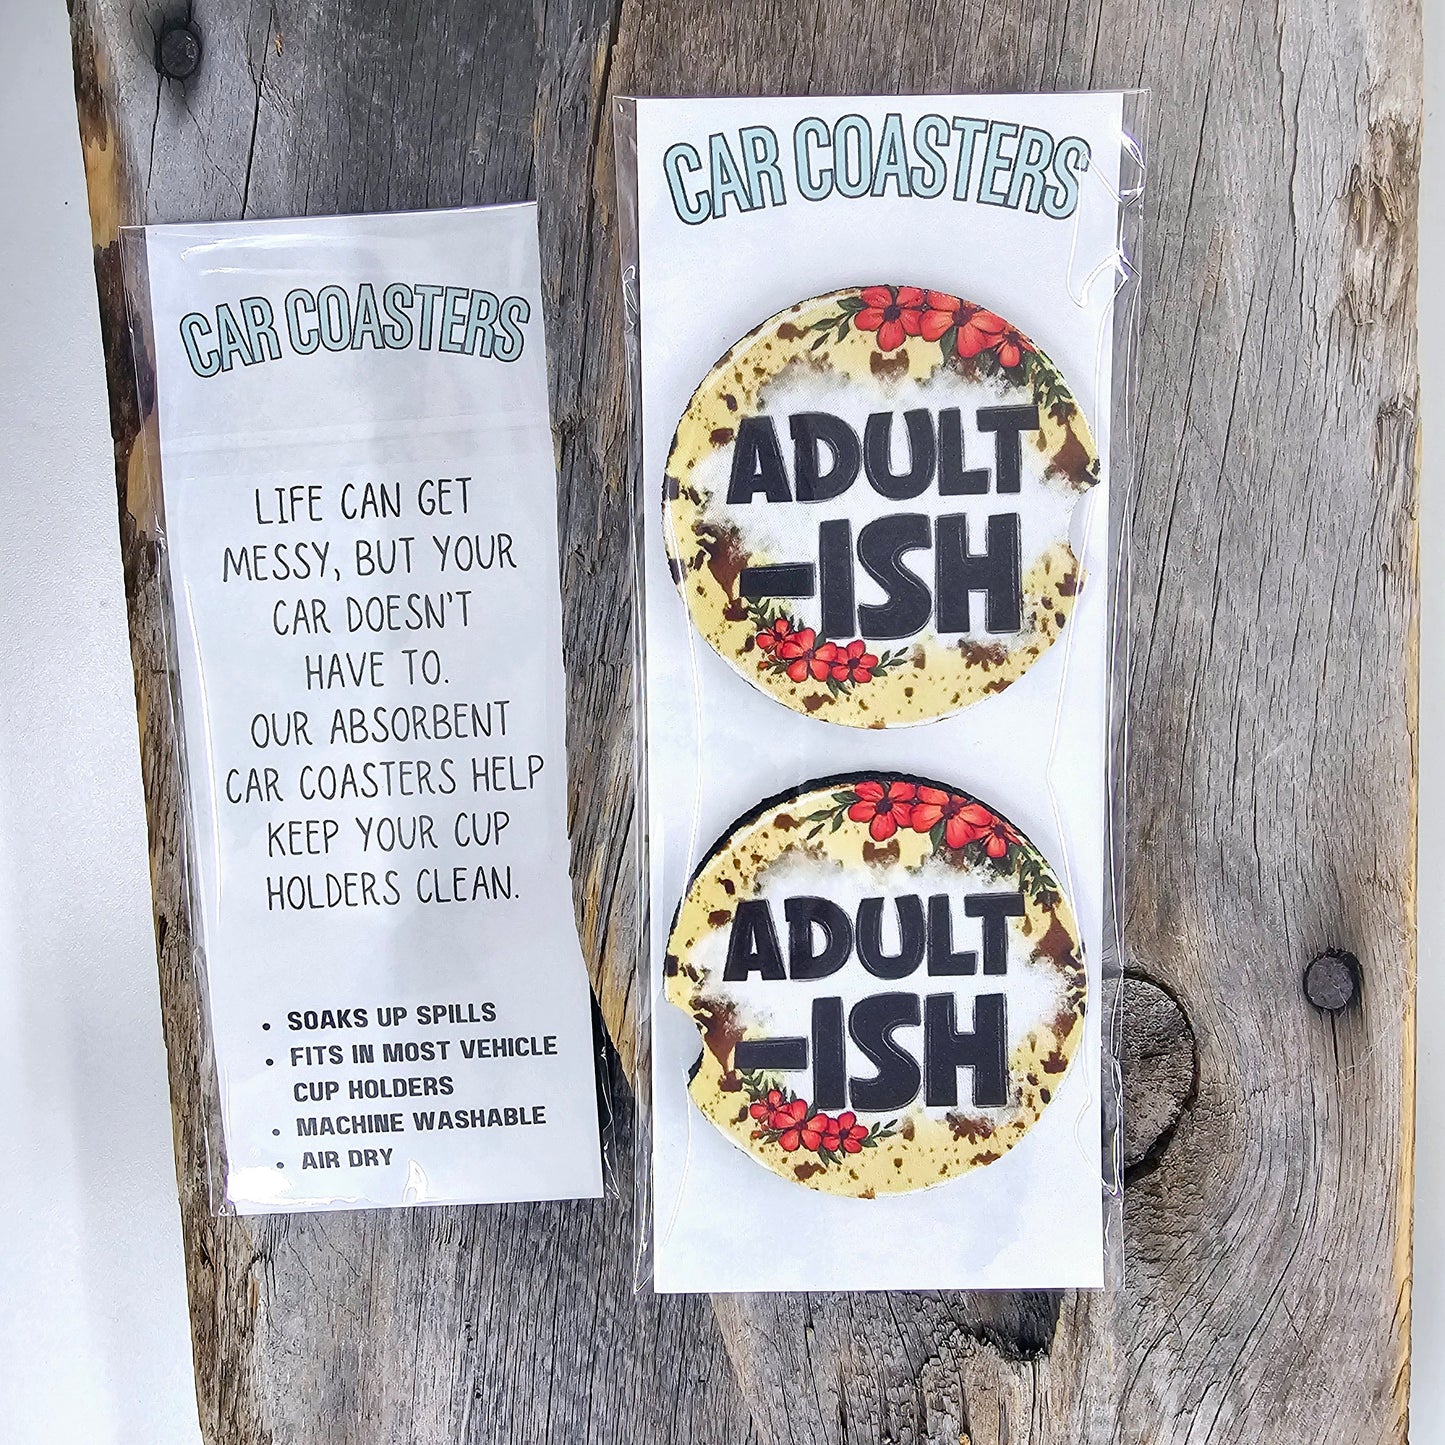 CAR COASTERS
LIFE CAN GET
MESSY, BUT YOUR
CAR DOESN'T
HAVE TO.
OUR ABSORBENT
CAR COASTERS HELP
KEEP YOUR CUP
HOLDERS CLEAN.
• SOAKS UP SPILLS
• FITS IN MOST VEHICLE
CUP HOLDERS
• MACHINE WASHABLE
• AIR DRY
CAR COASTERS
ADULT
-ISH
ADULT
-ISH